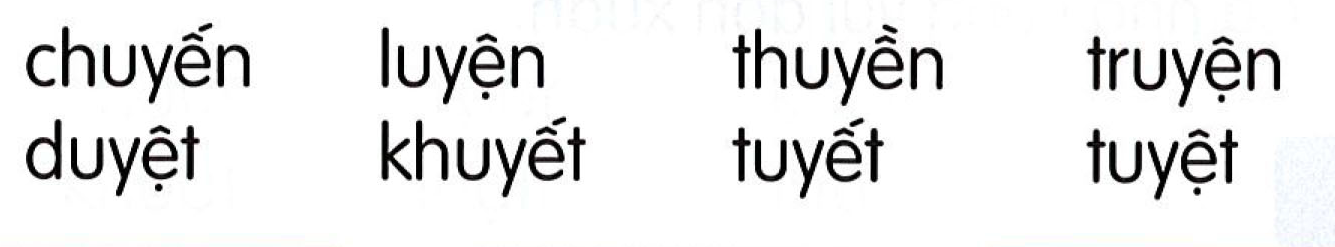 chuyến luyện thuyền truyện
duyệt khuyết tuyết tuyệt